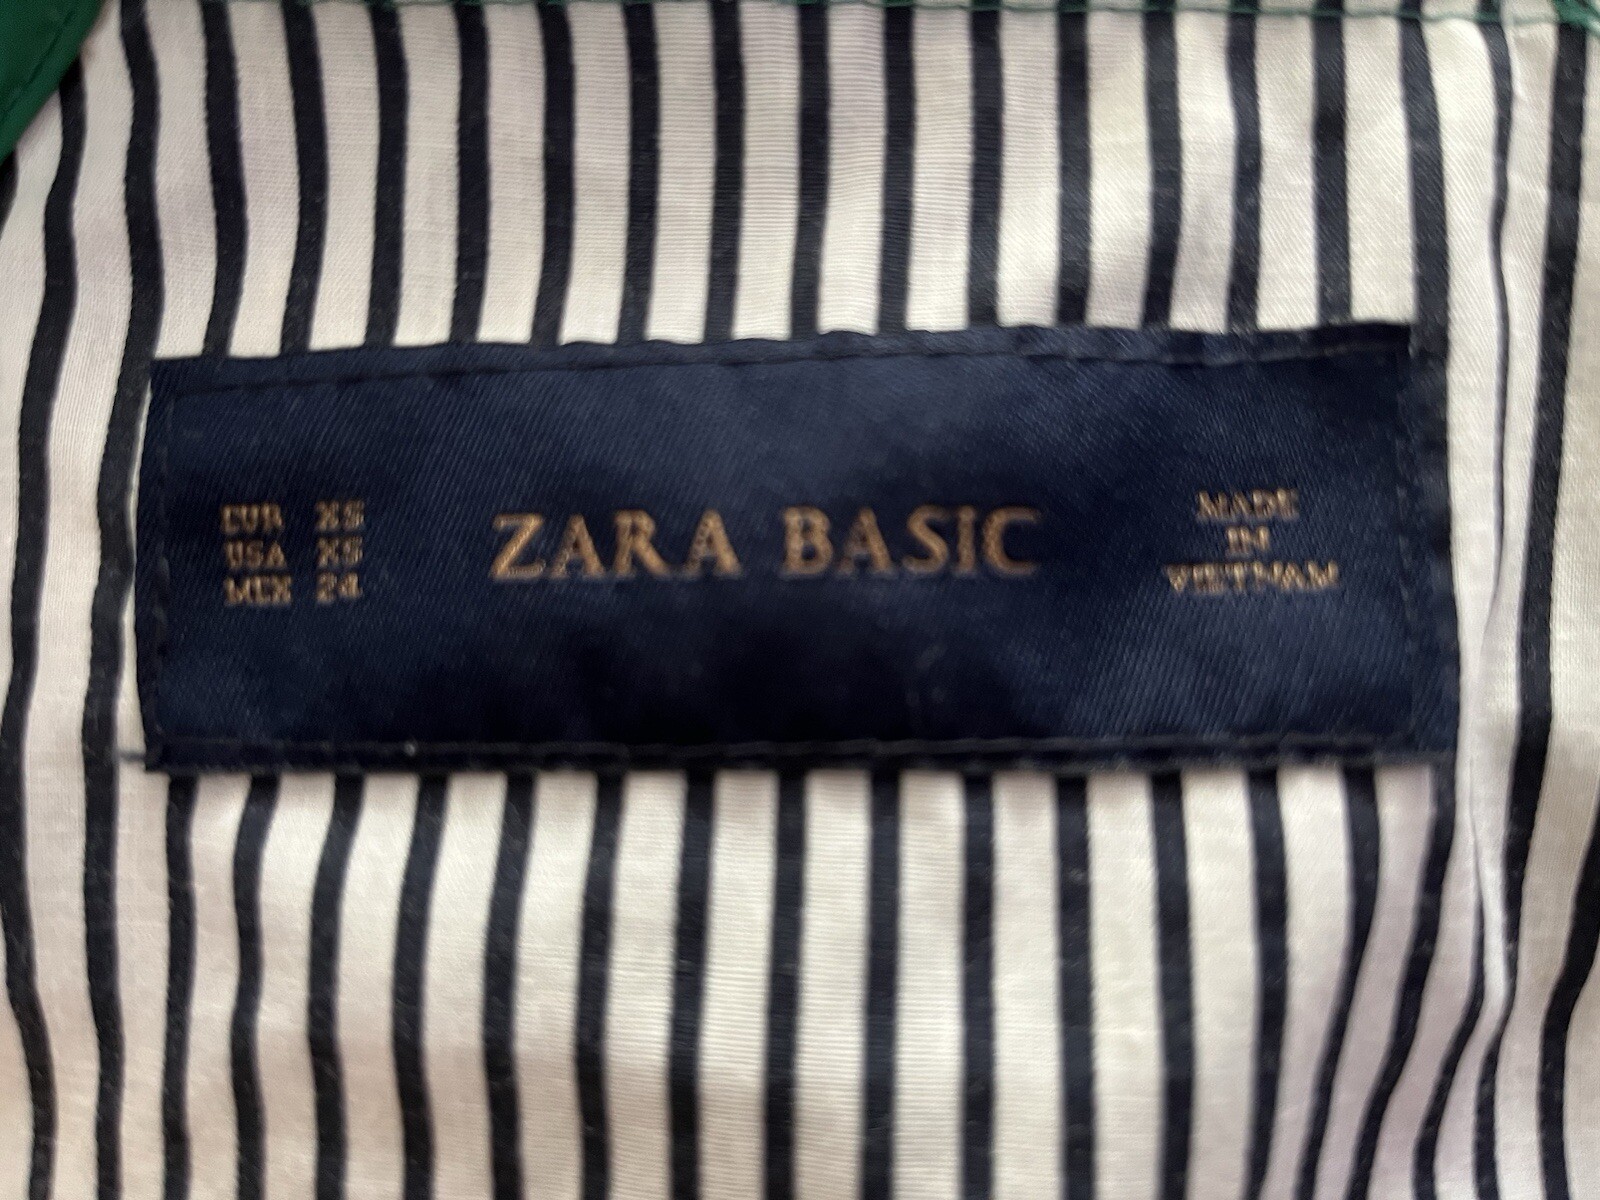 EUR XS
USA XS
MEX 24
ZARA BASIC
MADE
IN
VIETNAM